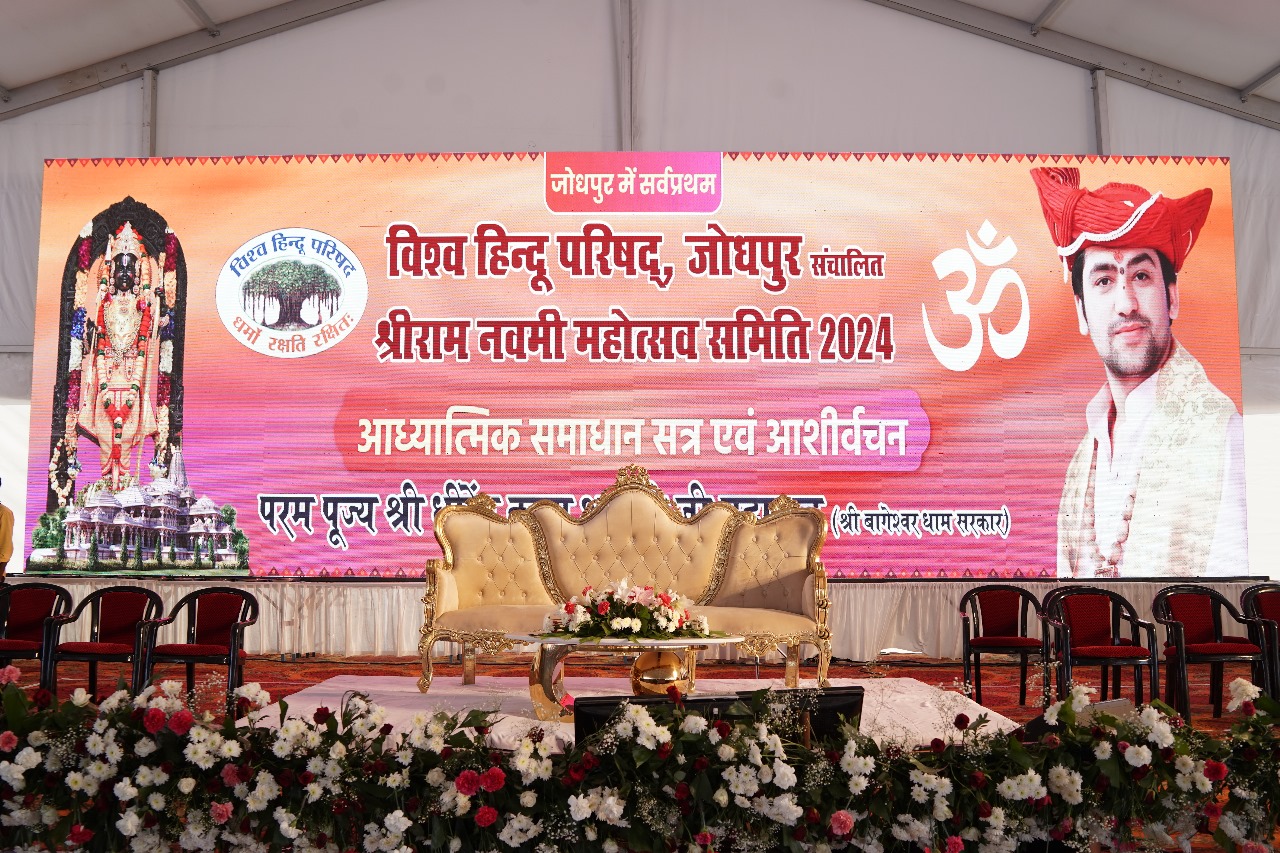 जोधपुर में सर्वप्रथम
विश्व हिन्दू परिषद्, जोधपुर संचालित
श्रीराम नवमी महोत्सव समिति 2024
विश्व हिन्दू परिषद
धर्मो रक्षति रक्षितः
ॐ
आध्यात्मिक समाधान सत्र एवं आशीर्वचन
परम पूज्य श्री (श्री बागेश्वर धाम सरकार)